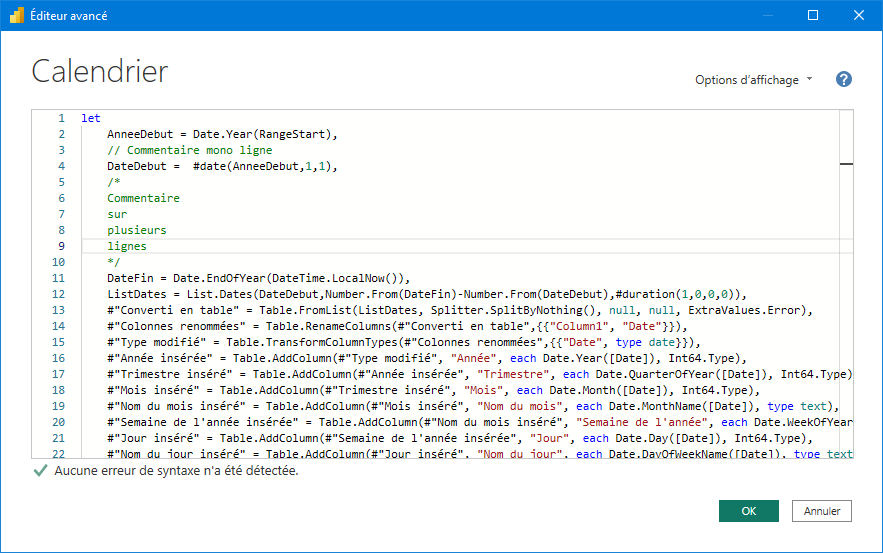 Éditeur avancé
Calendrier
Options d'affichage
?
1 let
2 AnneeDebut = Date.Year(RangeStart),
3 // Commentaire mono ligne
4 DateDebut =  #date(AnneeDebut,1,1),
5 /*
6 Commentaire
7 sur
8 plusieurs
9 lignes
10 */
11 DateFin = Date.EndOfYear(DateTime.LocalNow()),
12 ListDates = List.Dates(DateDebut,Number.From(DateFin)-Number.From(DateDebut),#duration(1,0,0,0)),
13 #"Converti en table" = Table.FromList(ListDates, Splitter.SplitByNothing(), null, null, ExtraValues.Error),
14 #"Colonnes renommées" = Table.RenameColumns(#"Converti en table",{{"Column1", "Date"}}),
15 #"Type modifié" = Table.TransformColumnTypes(#"Colonnes renommées",{{"Date", type date}}),
16 #"Année insérée" = Table.AddColumn(#"Type modifié", "Année", each Date.Year([Date]), Int64.Type),
17 #"Trimestre inséré" = Table.AddColumn(#"Année insérée", "Trimestre", each Date.QuarterOfYear([Date]), Int64.Type)
18 #"Mois inséré" = Table.AddColumn(#"Trimestre inséré", "Mois", each Date.Month([Date]), Int64.Type),
19 #"Nom du mois inséré" = Table.AddColumn(#"Mois inséré", "Nom du mois", each Date.MonthName([Date]), type text),
20 #"Semaine de l'année insérée" = Table.AddColumn(#"Nom du mois inséré", "Semaine de l'année", each Date.WeekOfYear
21 #"Jour inséré" = Table.AddColumn(#"Semaine de l'année insérée", "Jour", each Date.Day([Date]), Int64.Type),
22 #"Nom du jour inséré" = Table.AddColumn(#"Jour inséré", "Nom du jour", each Date.DayOfWeekName([Date]), type text
Aucune erreur de syntaxe n'a été détectée.
OK
Annuler